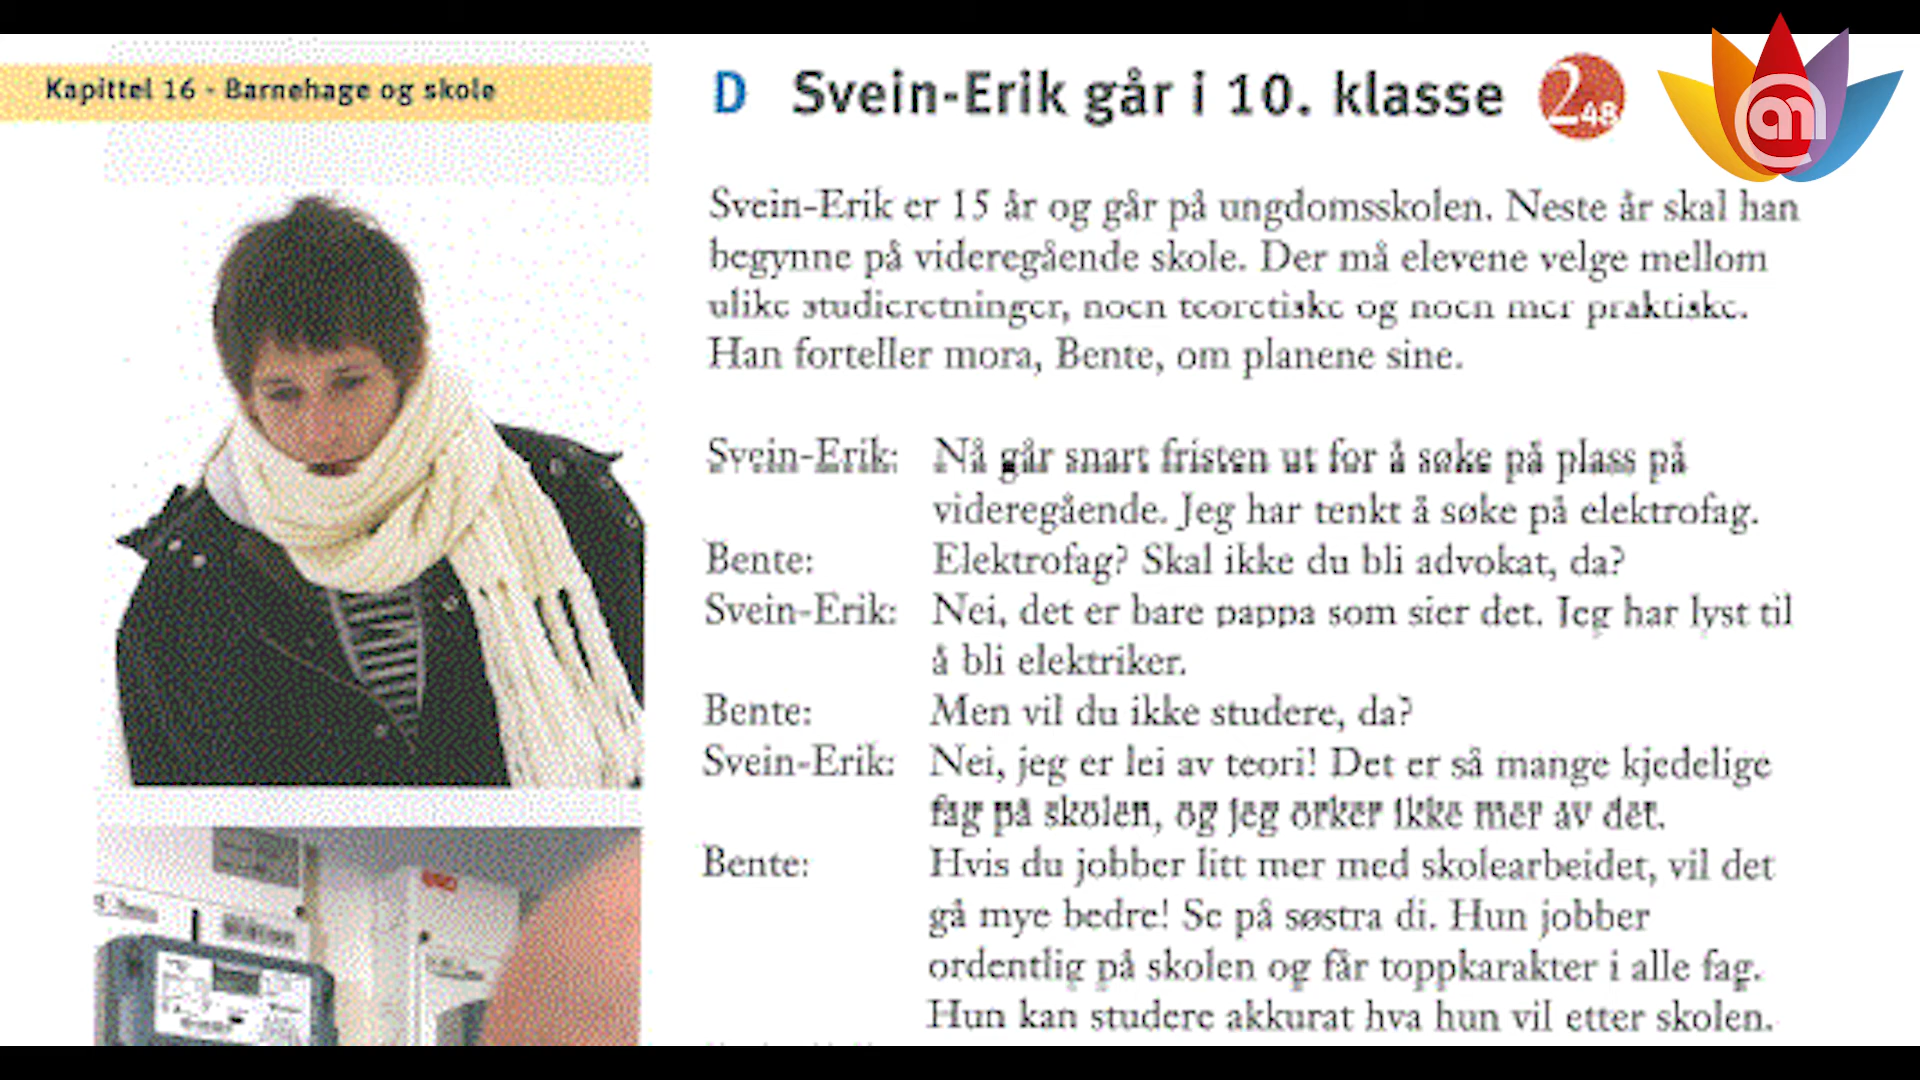 Kapittel 16 - Barnehage og skole
D Svein-Erik går i 10. klasse 2 48
Svein-Erik er 15 år og går på ungdomsskolen. Neste år skal han
begynne på videregående skole. Der må elevene velge mellom
ulike studieretninger, noen teoretiske og noen mer praktiske.
Han forteller mora, Bente, om planene sine.
Svein-Erik: Nå går snart fristen ut for å søke på plass på
videregående. Jeg har tenkt å søke på elektrofag.
Bente: Elektrofag? Skal ikke du bli advokat, da?
Svein-Erik: Nei, det er bare pappa som sier det. Jeg har lyst til
å bli elektriker.
Bente: Men vil du ikke studere, da?
Svein-Erik: Nei, jeg er lei av teori! Det er så mange kjedelige
fag på skolen, og jeg orker ikke mer av det.
Bente: Hvis du jobber litt mer med skolearbeidet, vil det
gå mye bedre! Se på søstra di. Hun jobber
ordentlig på skolen og får toppkarakter i alle fag.
Hun kan studere akkurat hva hun vil etter skolen.